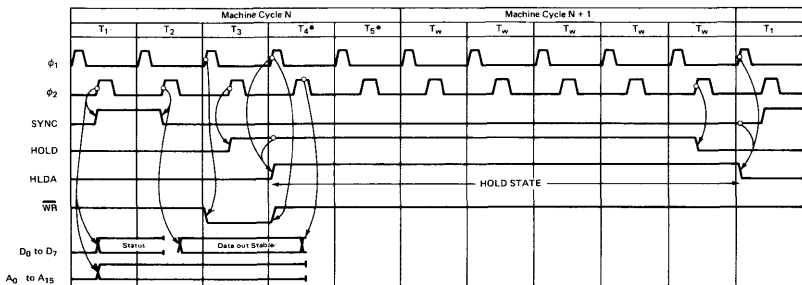 Machine Cycle N
Machine Cycle N + 1
T1 T2 T3 T4* T5* Tw Tw Tw Tw Tw T1
ϕ1
ϕ2
SYNC
HOLD
HLDA
HOLD STATE
WR
D0 to D7
Status
Data out Stable
A0 to A15